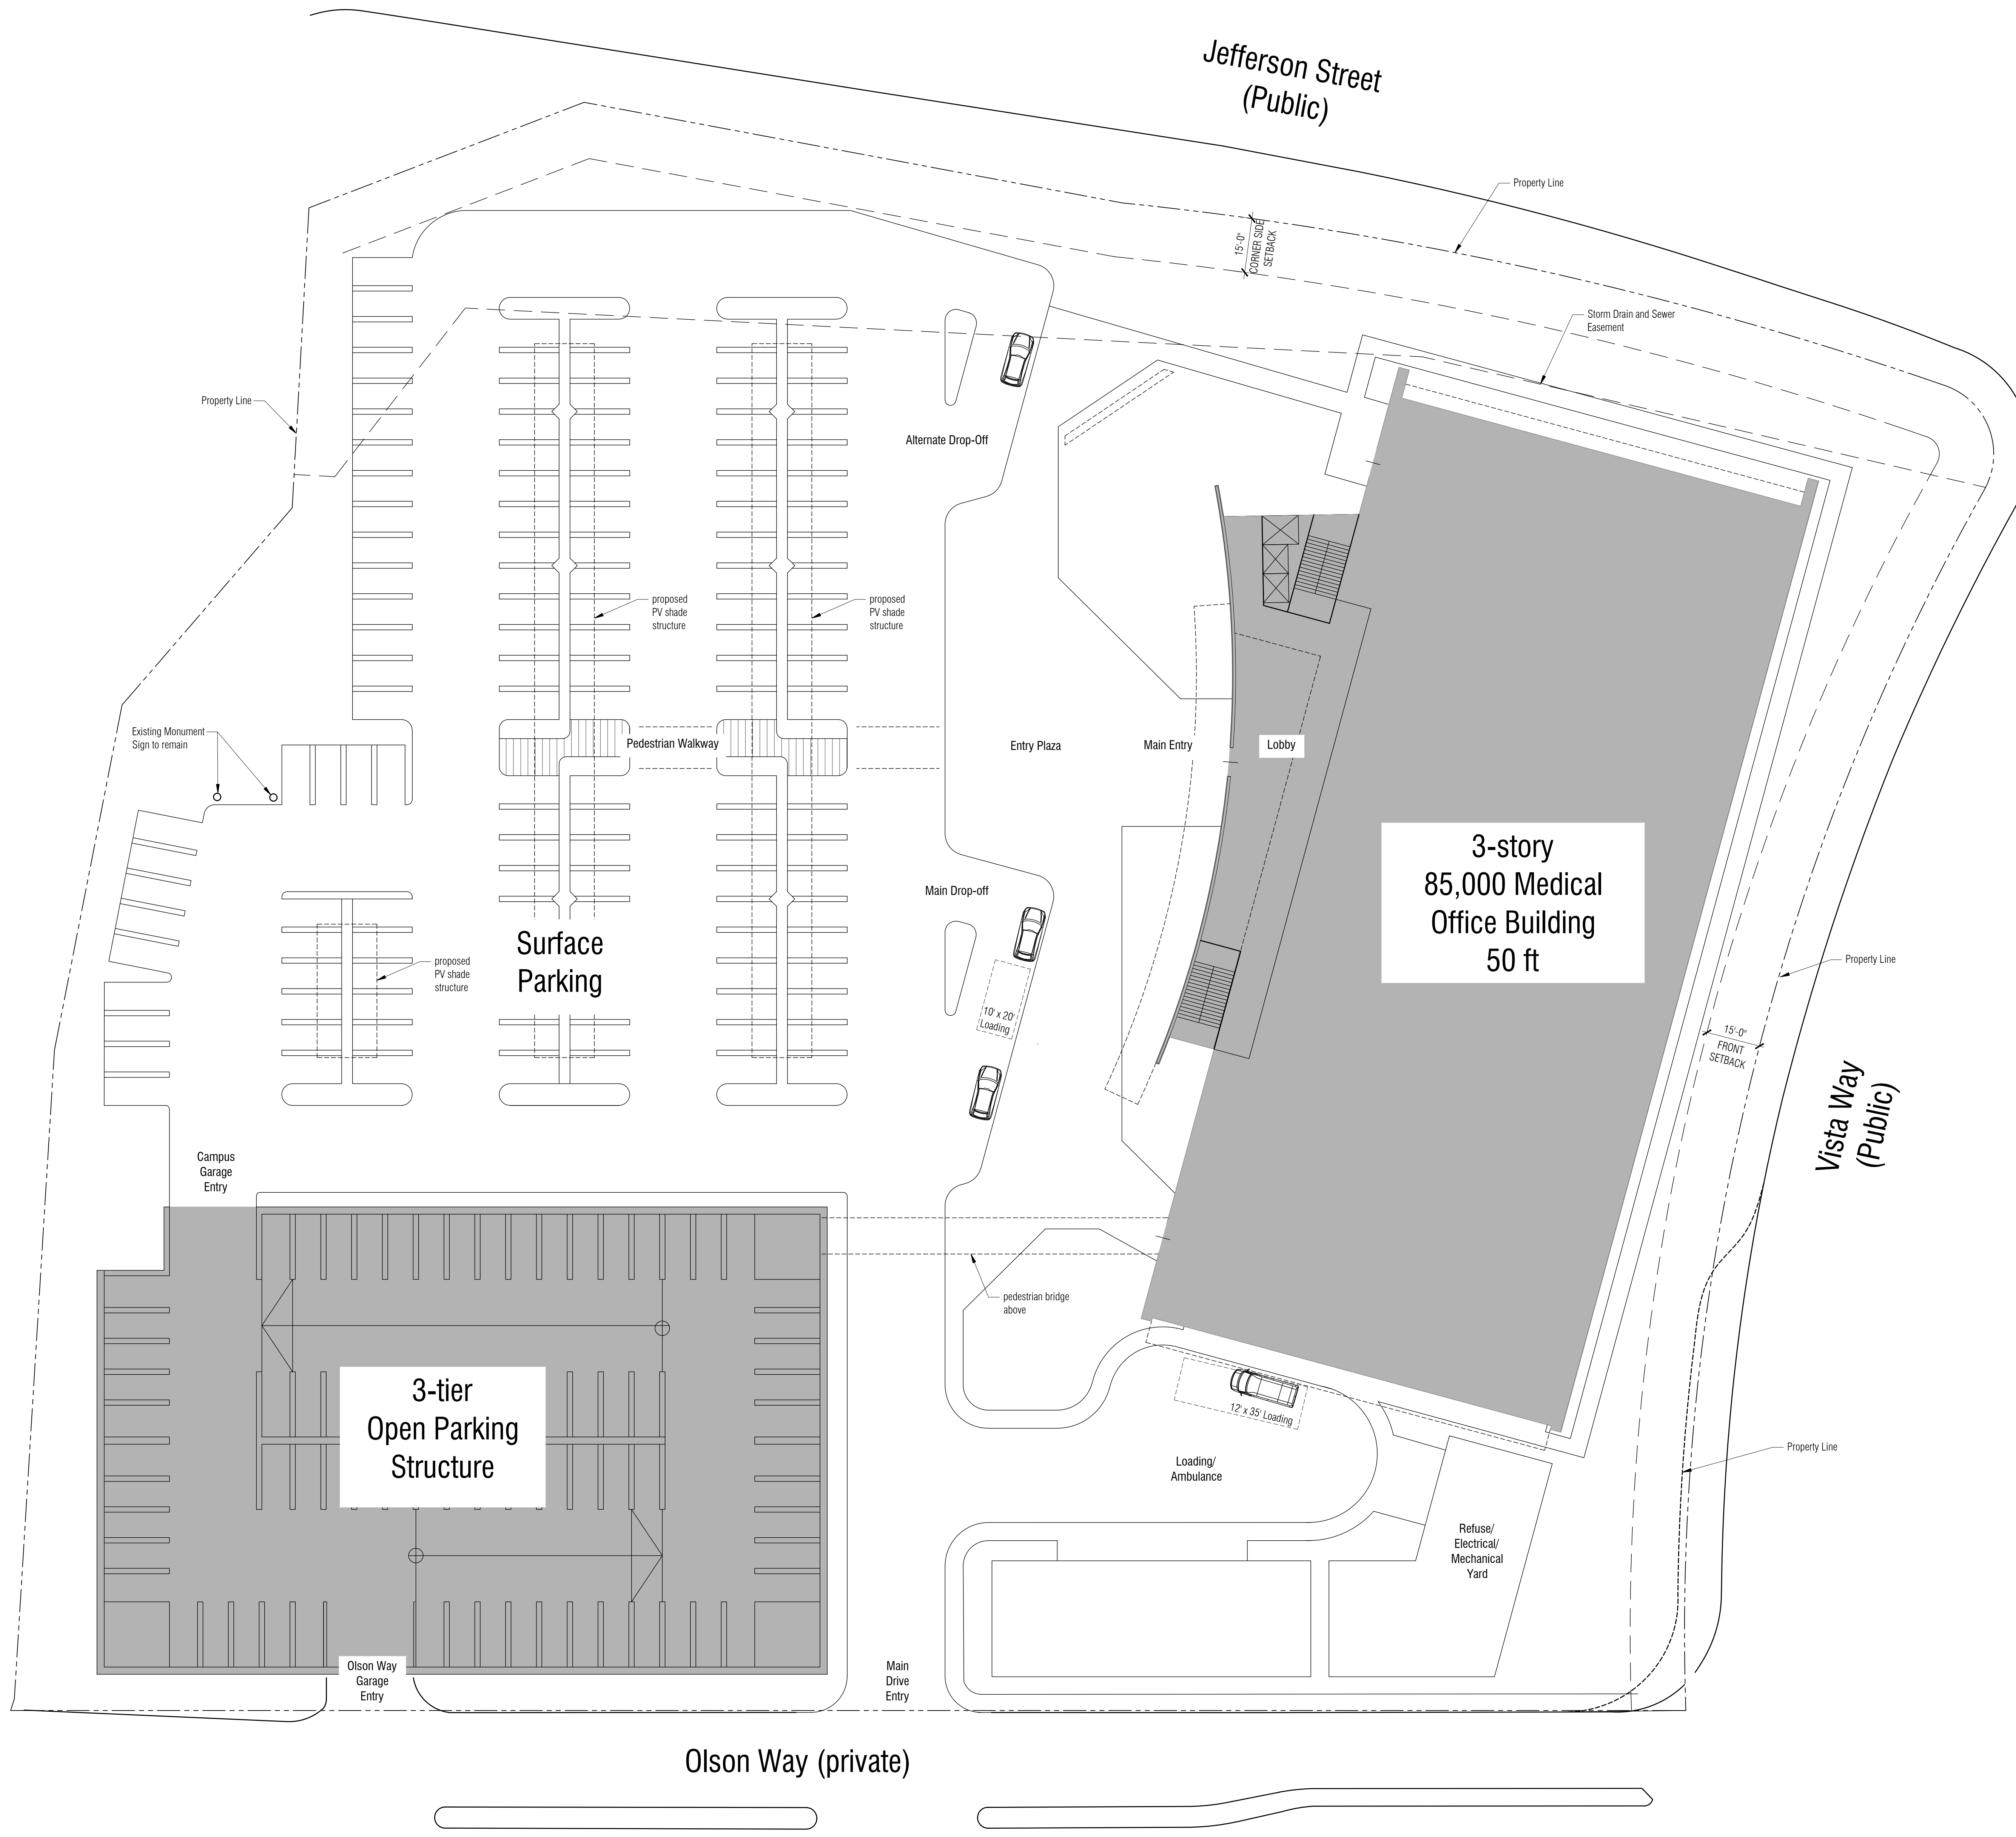 Jefferson Street
(Public)
Property Line
15'-0"
CORNER SIDE
SETBACK
Storm Drain and Sewer
Easement
Property Line
Alternate Drop-Off
proposed
PV shade
structure
proposed
PV shade
structure
Existing Monument
Sign to remain
Pedestrian Walkway
Entry Plaza
Main Entry
Lobby
3-story
85,000 Medical
Office Building
50 ft
Main Drop-off
Surface
Parking
proposed
PV shade
structure
Property Line
10' x 20'
Loading
15'-0"
FRONT
SETBACK
Vista Way
(Public)
Campus
Garage
Entry
pedestrian bridge
above
3-tier
Open Parking
Structure
12' x 35' Loading
Property Line
Loading/
Ambulance
Refuse/
Electrical/
Mechanical
Yard
Olson Way
Garage
Entry
Main
Drive
Entry
Olson Way (private)